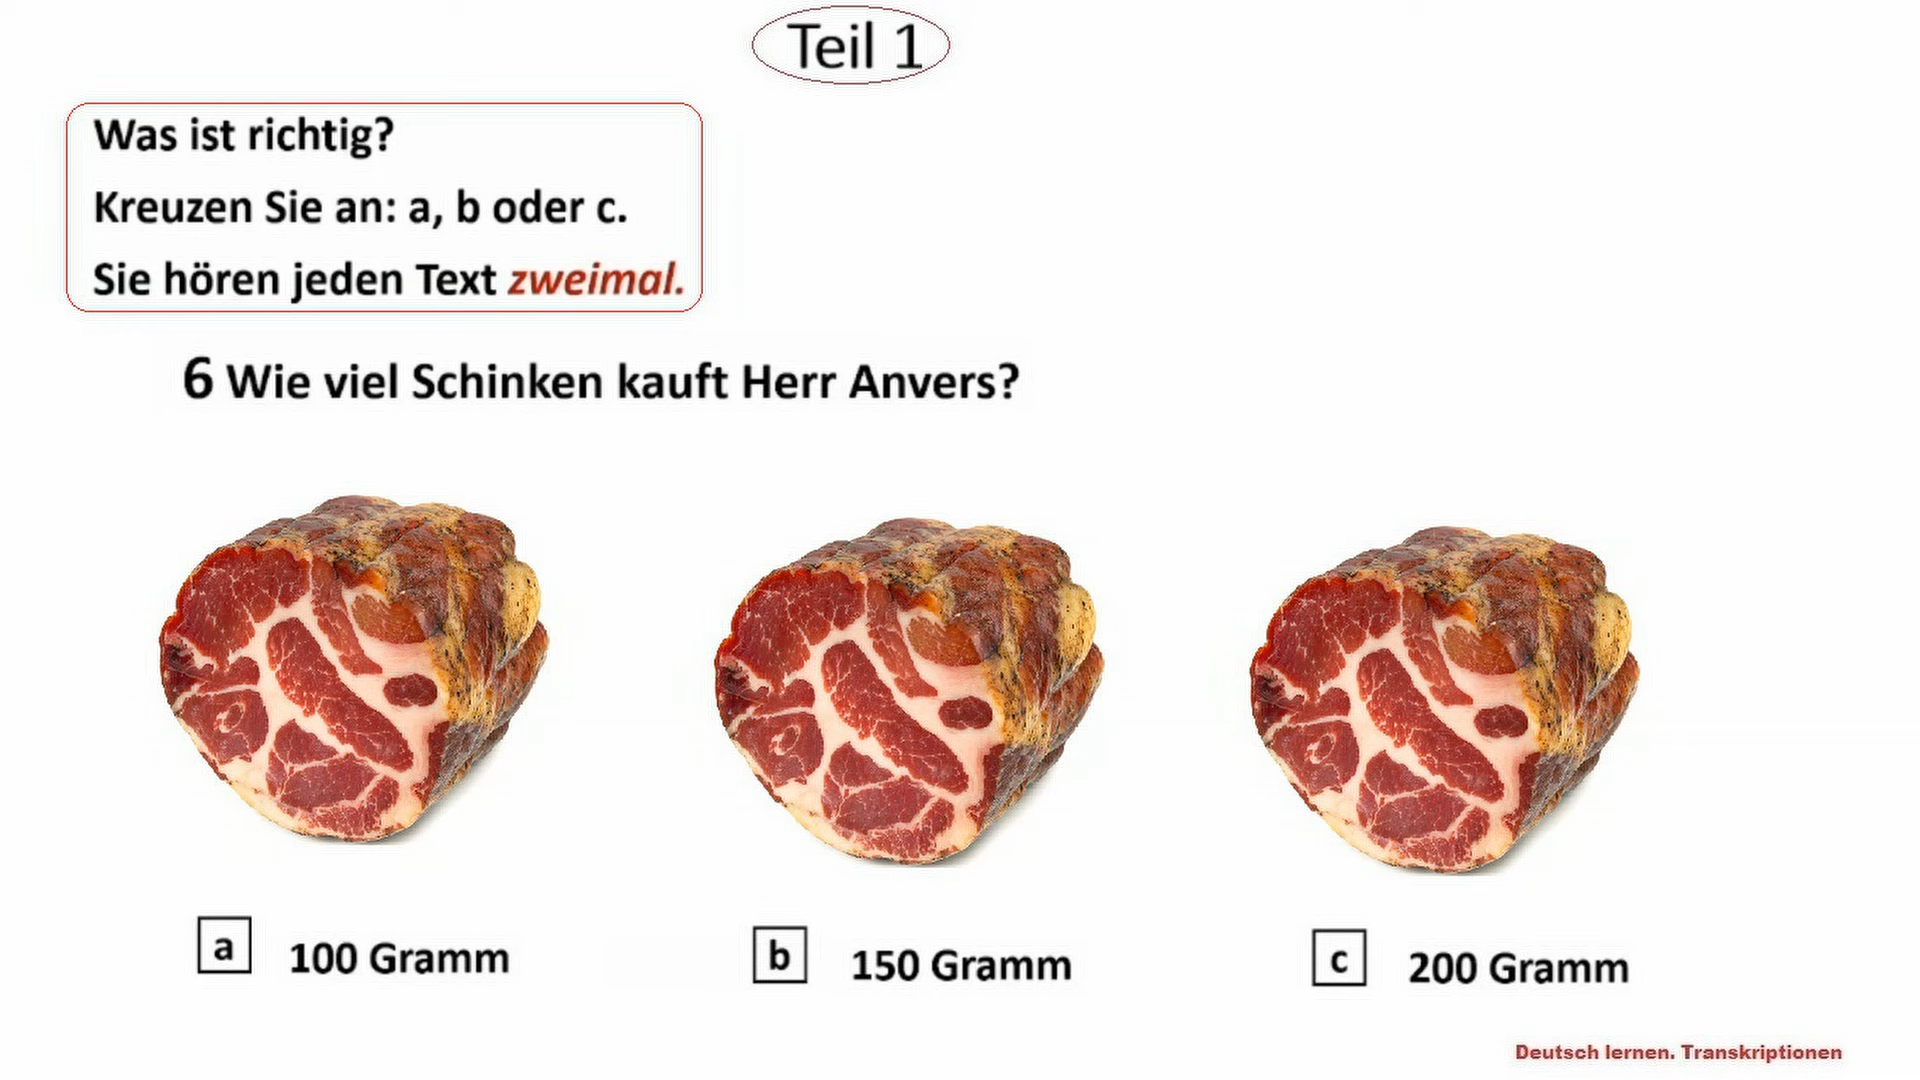 Teil 1
Was ist richtig?
Kreuzen Sie an: a, b oder c.
Sie hören jeden Text zweimal.
6 Wie viel Schinken kauft Herr Anvers?
a 100 Gramm
b 150 Gramm
c 200 Gramm
Deutsch lernen. Transkriptionen